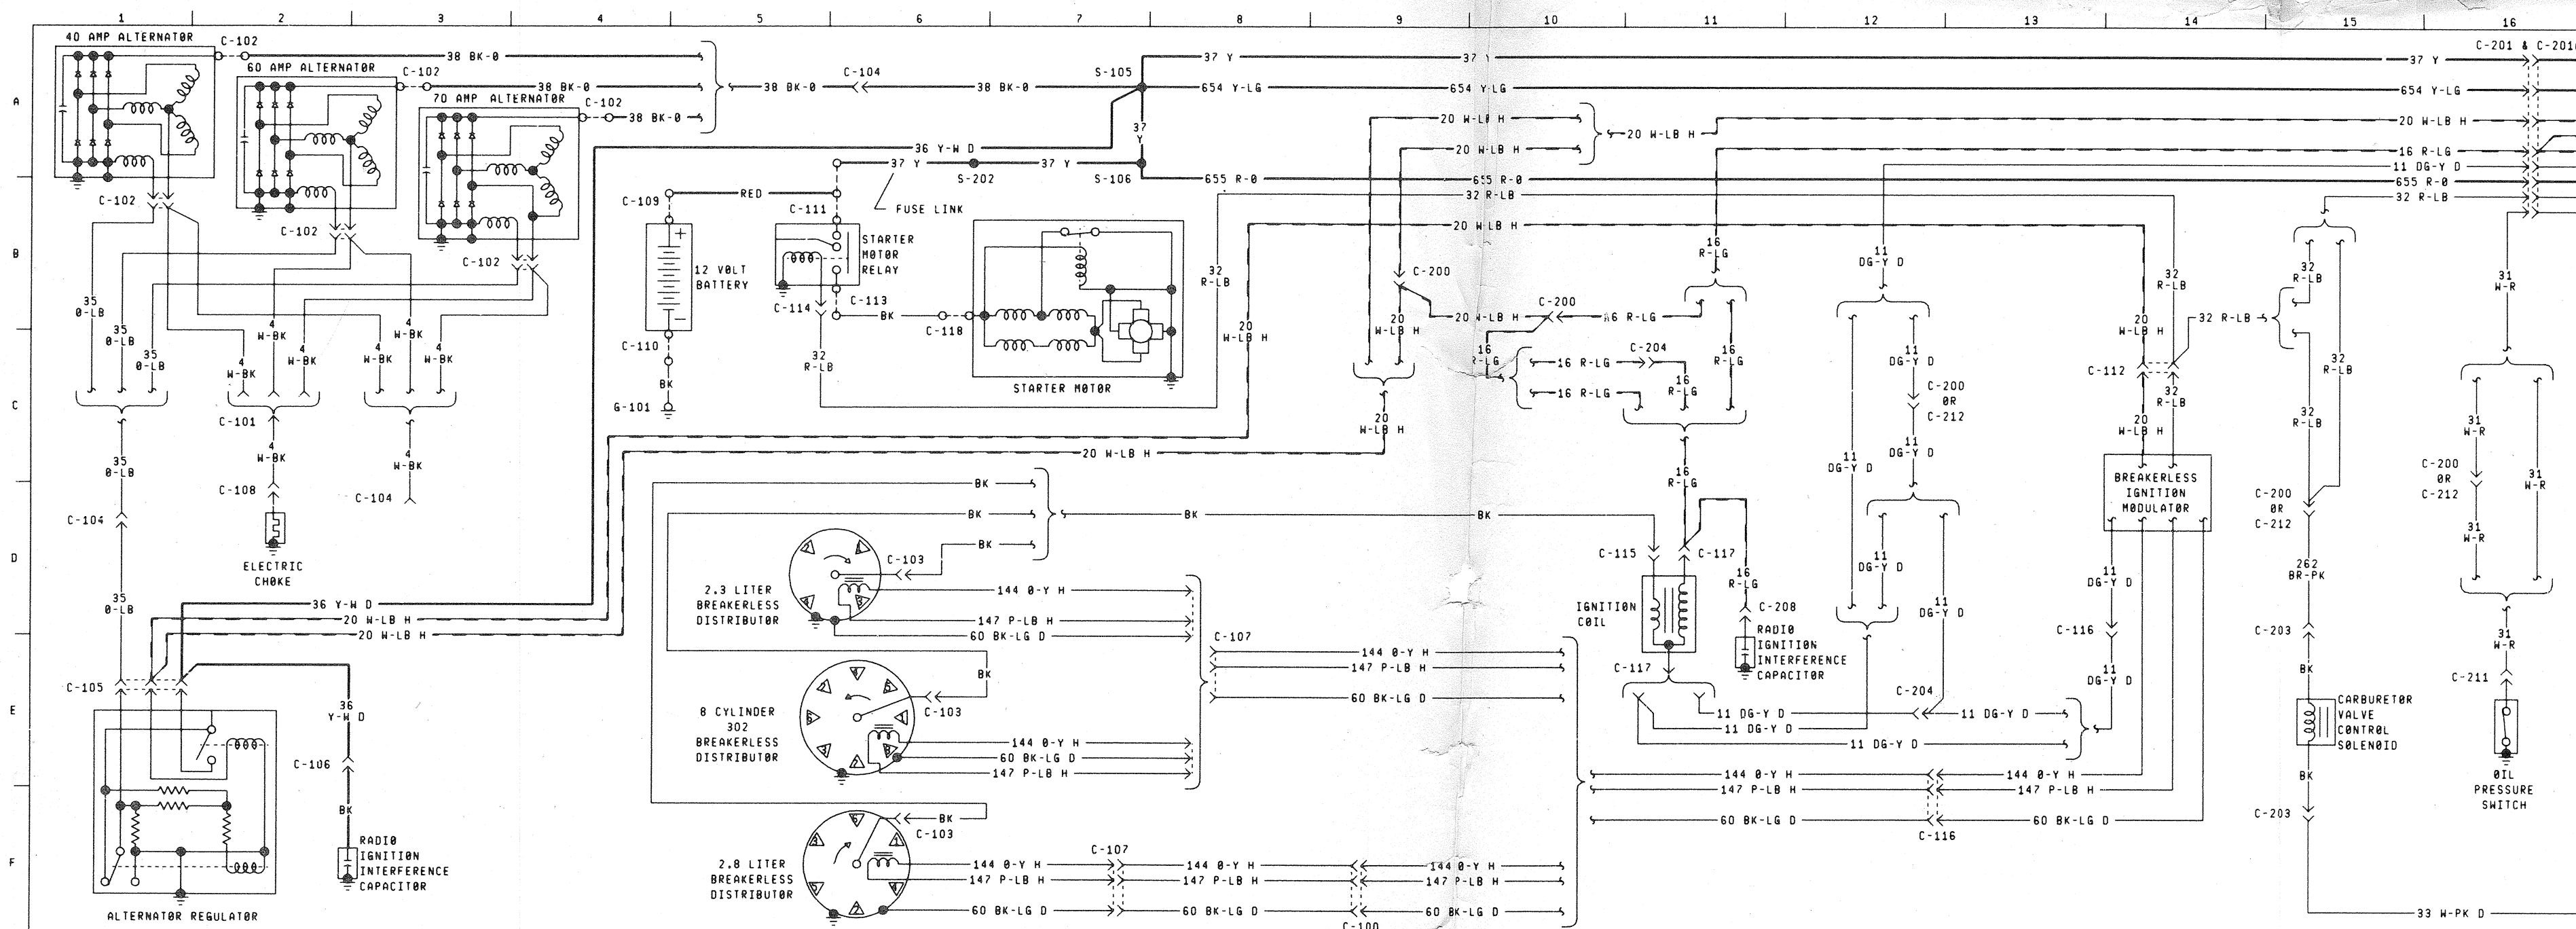 1 2 3 4 5 6 7 8 9 10 11 12 13 14 15 16
A
B
C
D
E
F
40 AMP ALTERNATOR
C-102
38 BK-O
60 AMP ALTERNATOR
C-102
38 BK-O
70 AMP ALTERNATOR
C-102
38 BK-O
38 BK-O
C-104
38 BK-O
S-105
37 Y
37 Y
37 Y
C-201 & C-201
654 Y-LG
654 Y-LG
654 Y-LG
37
Y
20 W-LB H
20 W-LB H
20 W-LB H
20 W-LB H
36 Y-W D
16 R-LG
37 Y
37 Y
11 DG-Y D
S-202
S-106
655 R-O
655 R-O
655 R-O
32 R-LB
32 R-LB
FUSE LINK
C-102
C-102
C-102
C-109
RED
C-111
12 VOLT
BATTERY
STARTER
MOTOR
RELAY
C-114
C-113
BK
C-118
32
R-LB
32
R-LB
STARTER MOTOR
C-110
BK
G-101
20 W-LB H
20
W-LB H
C-200
20 W-LB H
C-200
16 R-LG
16
R-LG
20
W-LB H
16
R-LG
16 R-LG
C-204
16 R-LG
16
R-LG
16
R-LG
20
W-LB H
20 W-LB H
16
R-LG
11
DG-Y D
11
DG-Y D
C-200
OR
C-212
11
DG-Y D
11
DG-Y D
11
DG-Y D
11
DG-Y D
32
R-LB
20
W-LB H
32 R-LB
C-112
32
R-LB
20
W-LB H
BREAKERLESS
IGNITION
MODULATOR
32
R-LB
32
R-LB
32
R-LB
C-200
OR
C-212
262
BR-PK
C-203
BK
CARBURETOR
VALVE
CONTROL
SOLENOID
BK
C-203
33 W-PK D
31
W-R
31
W-R
C-200
OR
C-212
31
W-R
31
W-R
31
W-R
C-211
OIL
PRESSURE
SWITCH
35
O-LB
35
O-LB
35
O-LB
4
W-BK
4
W-BK
4
W-BK
4
W-BK
4
W-BK
4
W-BK
C-101
4
W-BK
C-108
ELECTRIC
CHOKE
4
W-BK
C-104
35
O-LB
C-104
35
O-LB
36 Y-W D
20 W-LB H
20 W-LB H
C-105
36
Y-W D
C-106
BK
RADIO
IGNITION
INTERFERENCE
CAPACITOR
ALTERNATOR REGULATOR
BK
BK
BK
BK
BK
C-103
2.3 LITER
BREAKERLESS
DISTRIBUTOR
144 O-Y H
147 P-LB H
60 BK-LG D
C-107
144 O-Y H
147 P-LB H
60 BK-LG D
BK
C-103
8 CYLINDER
302
BREAKERLESS
DISTRIBUTOR
144 O-Y H
60 BK-LG D
147 P-LB H
BK
C-103
2.8 LITER
BREAKERLESS
DISTRIBUTOR
C-107
144 O-Y H
144 O-Y H
144 O-Y H
147 P-LB H
147 P-LB H
147 P-LB H
60 BK-LG D
60 BK-LG D
60 BK-LG D
C-100
C-115
C-117
16
R-LG
C-208
IGNITION
COIL
RADIO
IGNITION
INTERFERENCE
CAPACITOR
C-117
C-204
11 DG-Y D
11 DG-Y D
11 DG-Y D
11 DG-Y D
11
DG-Y D
C-116
11
DG-Y D
144 O-Y H
144 O-Y H
147 P-LB H
147 P-LB H
60 BK-LG D
60 BK-LG D
C-116